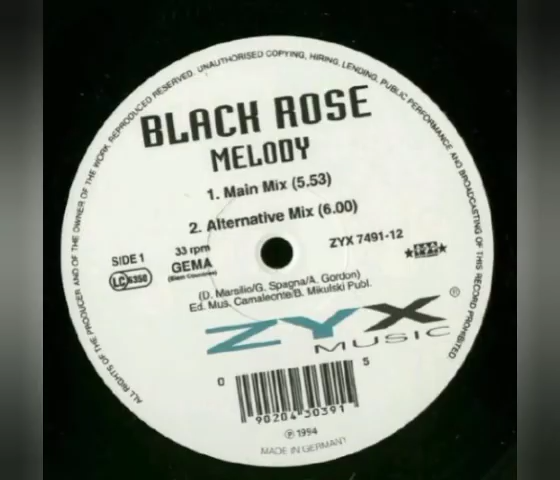 ALL RIGHTS OF THE PRODUCER AND OF THE OWNER OF THE WORK REPRODUCED RESERVED. UNAUTHORISED COPYING, HIRING, LENDING, PUBLIC PERFORMANCE AND BROADCASTING OF THIS RECORD PROHIBITED
BLACK ROSE
MELODY
1. Main Mix (5.53)
2. Alternative Mix (6.00)
SIDE 1
33 rpm
ZYX 7491-12
LC 6350
GEMA
(D. Marsilio/G. Spagna/A. Gordon)
Ed. Mus. Camaleonte/B. Mikulski Publ.
ZYX ®
MUSIC
0 5
90204 30391
℗ 1994
MADE IN GERMANY